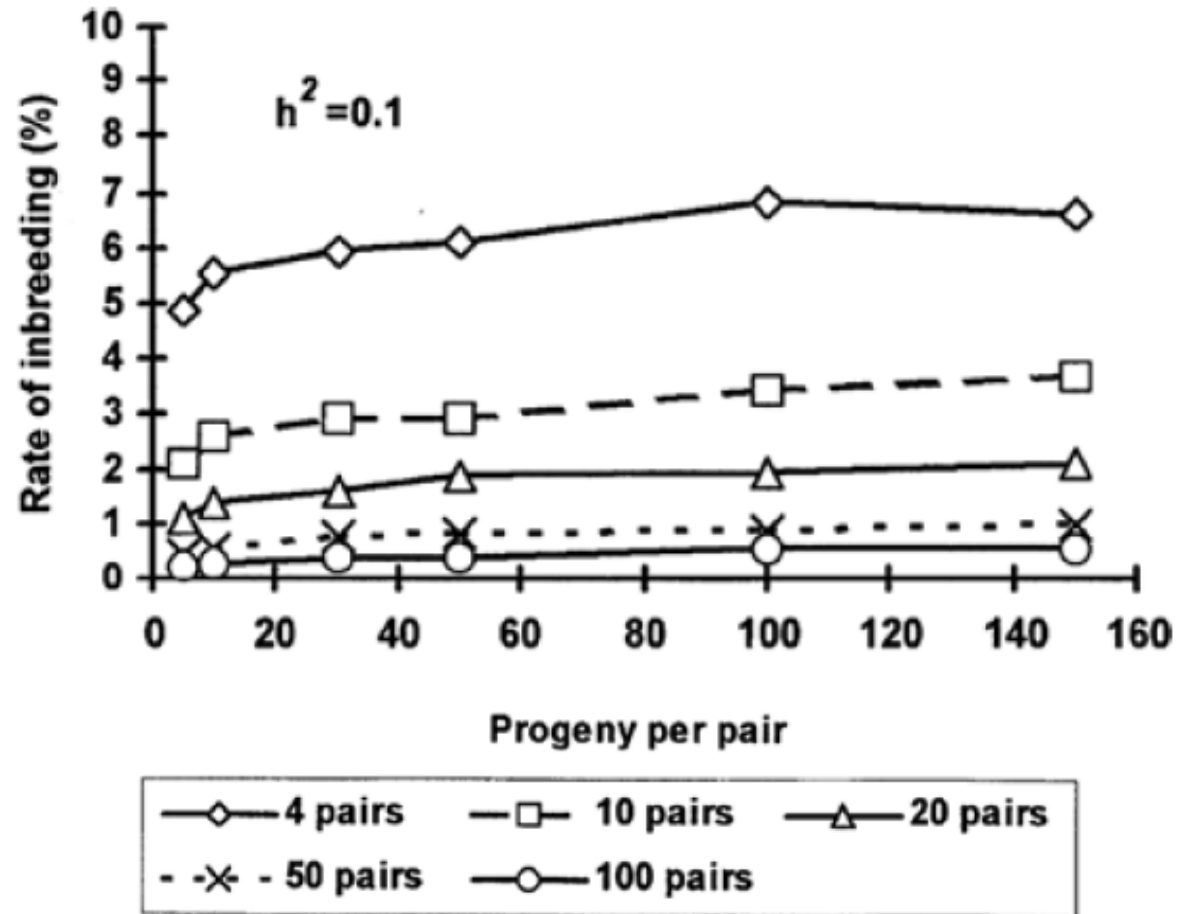 Rate of inbreeding (%)
10
9
8
7
6
5
4
3
2
1
0
h²=0.1
0 20 40 60 80 100 120 140 160
Progeny per pair
4 pairs 10 pairs 20 pairs
50 pairs 100 pairs